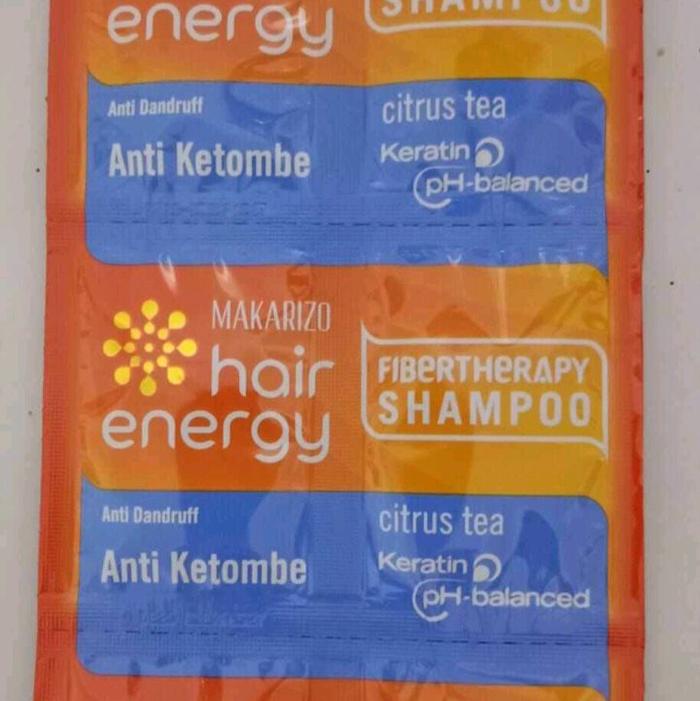 energy
SHAMPOO
Anti Dandruff
Anti Ketombe
citrus tea
Keratin
pH-balanced
MAKARIZO
hair
energy
FIBERTHERAPY
SHAMPOO
Anti Dandruff
Anti Ketombe
citrus tea
Keratin
pH-balanced